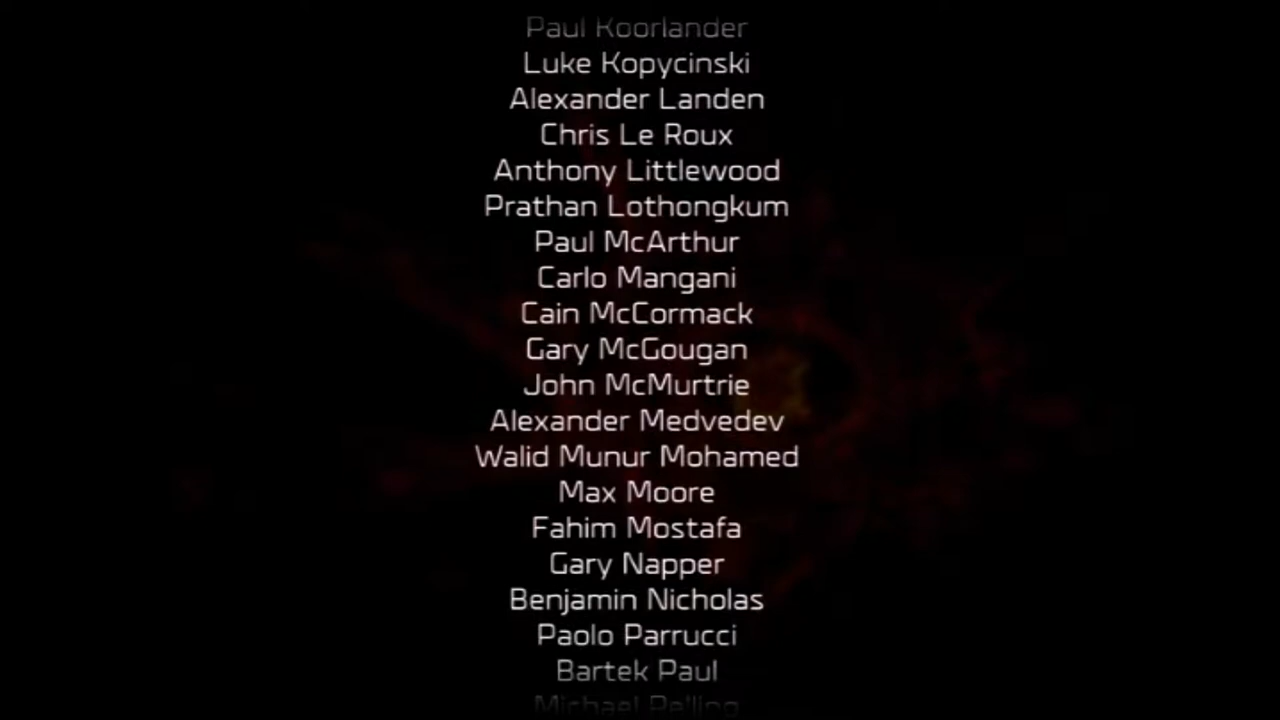 Paul Koorlander
Luke Kopycinski
Alexander Landen
Chris Le Roux
Anthony Littlewood
Prathan Lothongkum
Paul McArthur
Carlo Mangani
Cain McCormack
Gary McGougan
John McMurtrie
Alexander Medvedev
Walid Munur Mohamed
Max Moore
Fahim Mostafa
Gary Napper
Benjamin Nicholas
Paolo Parrucci
Bartek Paul
Michael Pelling